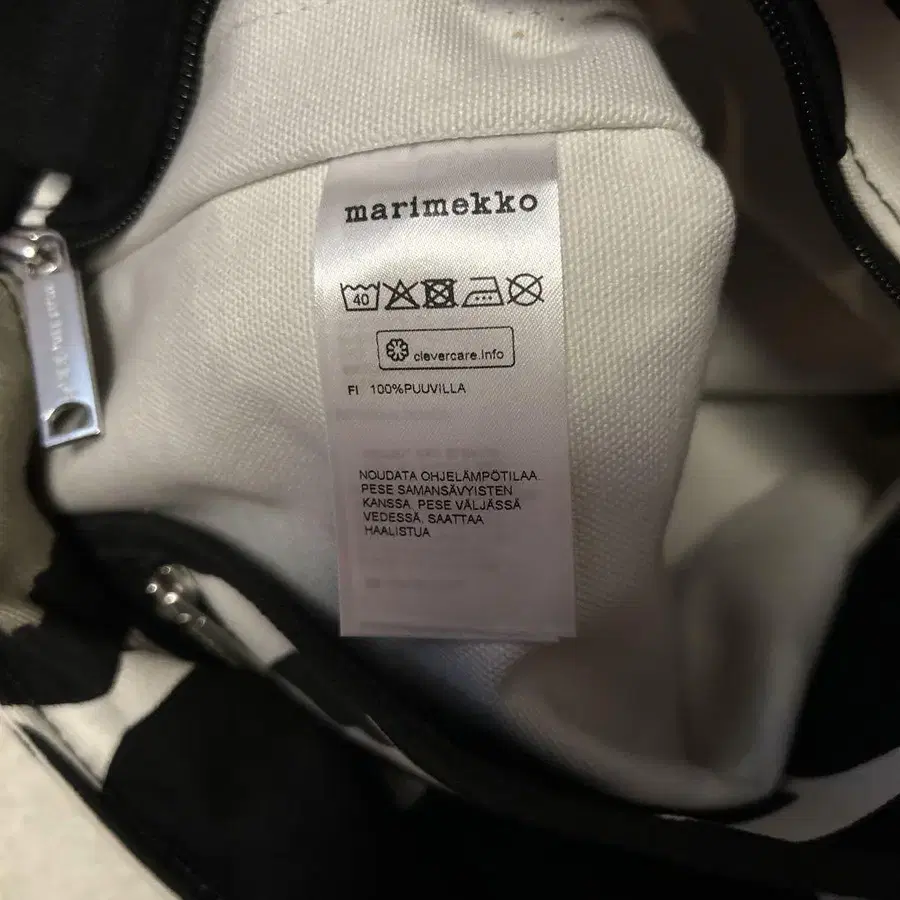 marimekko
40
clevercare.info
FI 100%PUUVILLA
NOUDATA OHJELÄMPÖTILAA.
PESE SAMANSÄVYISTEN
KANSSA, PESE VÄLJÄSSÄ
VEDESSÄ, SAATTAA
HAALISTUA